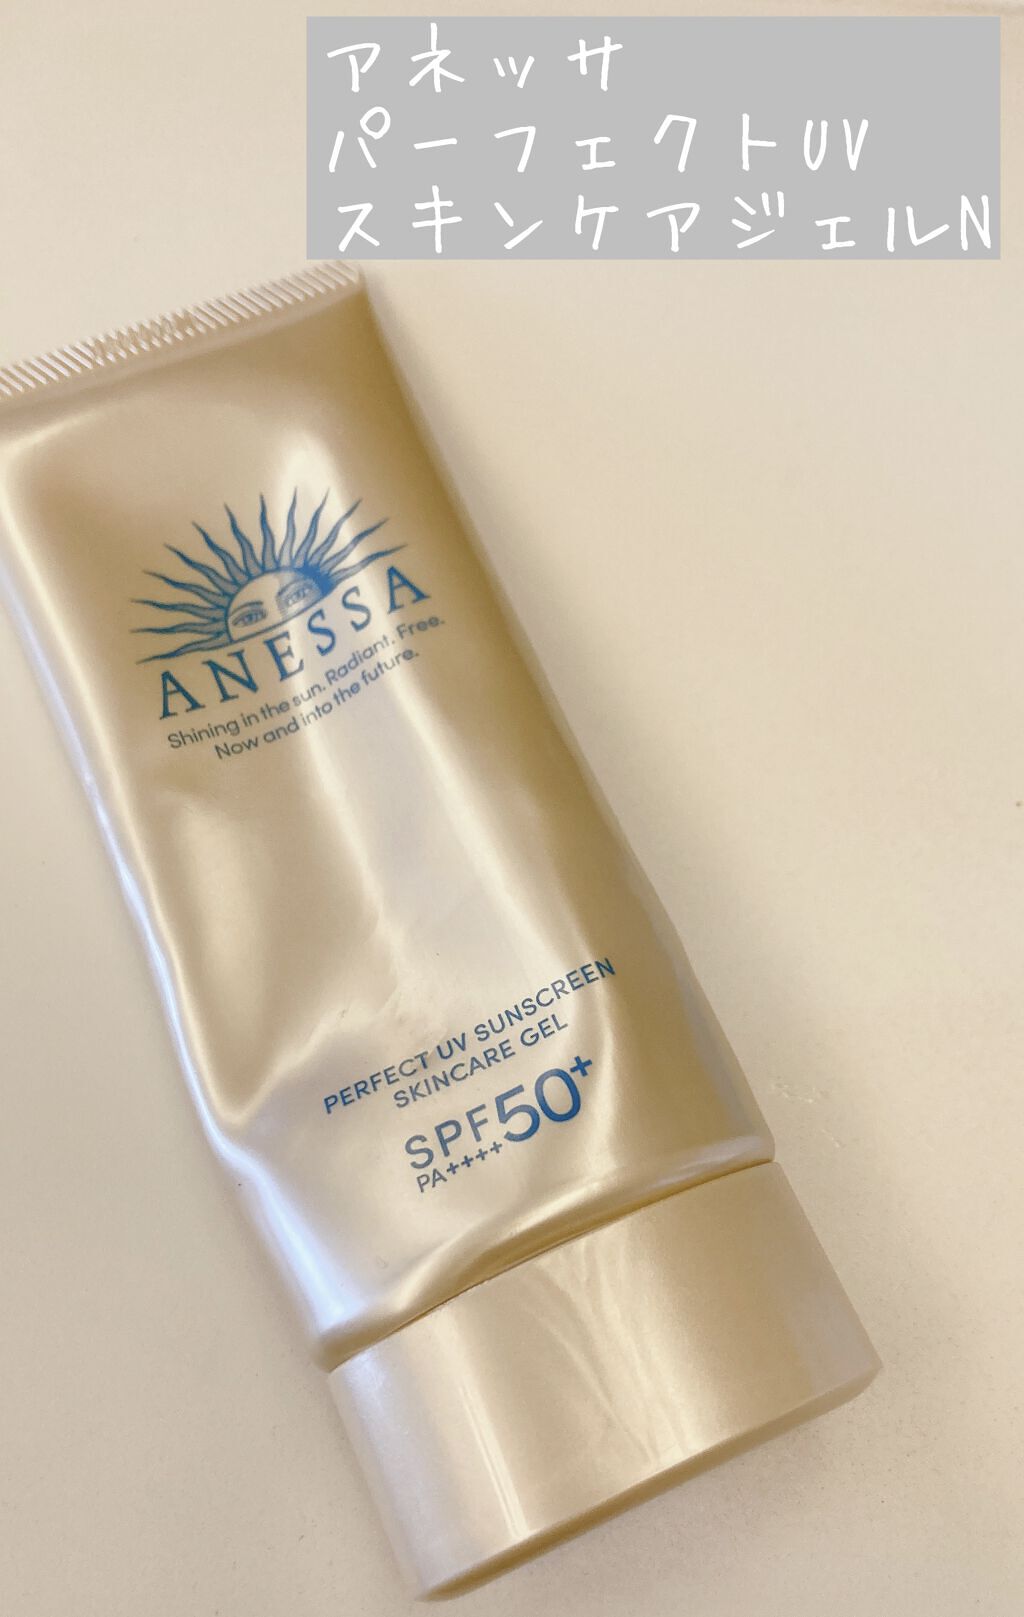 アネッサ
パーフェクトUV
スキンケアジェルN
ANESSA
Shining in the sun. Radiant. Free.
Now and into the future.
PERFECT UV SUNSCREEN
SKINCARE GEL
SPF50+
PA++++